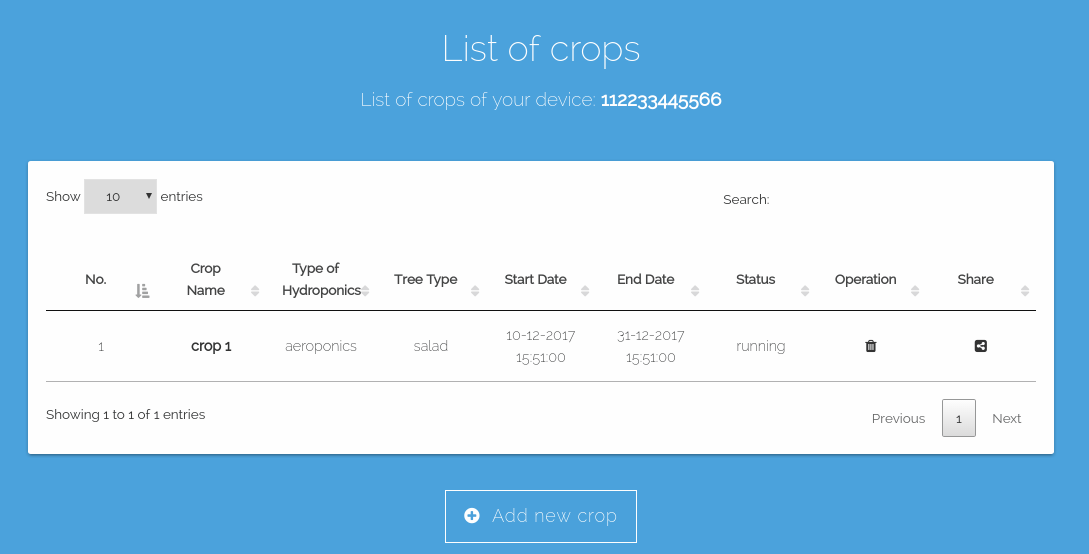 List of crops
List of crops of your device: 112233445566
Show 10 entries
Search:
No. Crop Name Type of Hydroponics Tree Type Start Date End Date Status Operation Share
1 crop 1 aeroponics salad 10-12-2017 15:51:00 31-12-2017 15:51:00 running
Showing 1 to 1 of 1 entries
Previous 1 Next
Add new crop